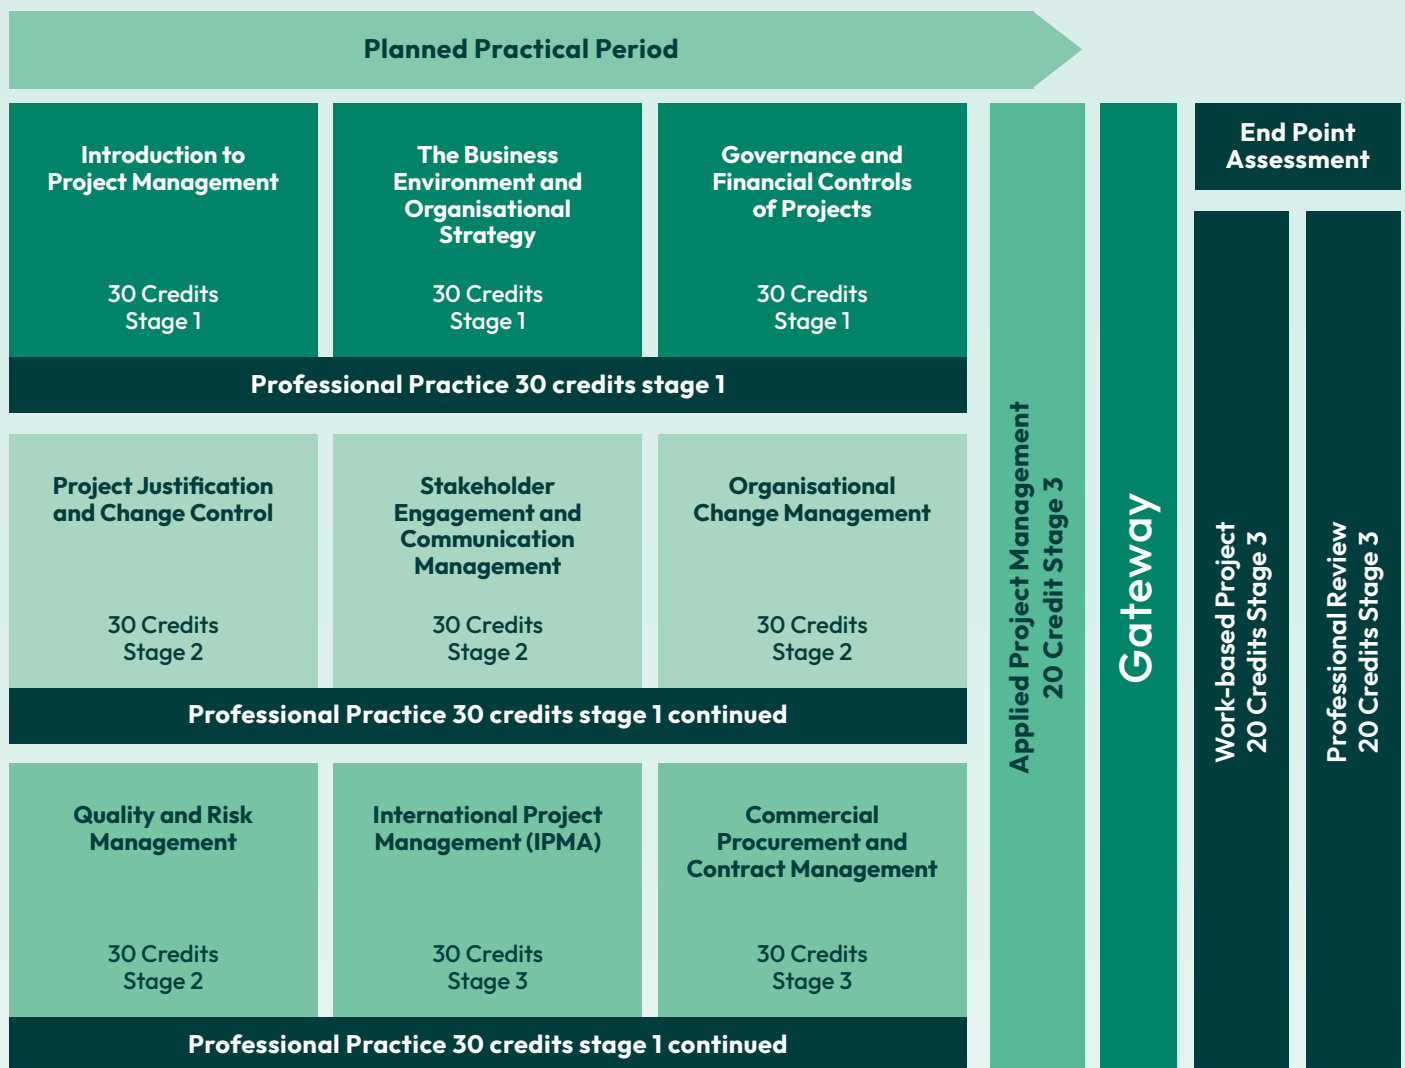 Planned Practical Period
Introduction to
Project Management
30 Credits
Stage 1
The Business
Environment and
Organisational
Strategy
30 Credits
Stage 1
Governance and
Financial Controls
of Projects
30 Credits
Stage 1
Professional Practice 30 credits stage 1
Project Justification
and Change Control
30 Credits
Stage 2
Stakeholder
Engagement and
Communication
Management
30 Credits
Stage 2
Organisational
Change Management
30 Credits
Stage 2
Professional Practice 30 credits stage 1 continued
Quality and Risk
Management
30 Credits
Stage 2
International Project
Management (IPMA)
30 Credits
Stage 3
Commercial
Procurement and
Contract Management
30 Credits
Stage 3
Professional Practice 30 credits stage 1 continued
Applied Project Management
20 Credit Stage 3
Gateway
End Point
Assessment
Work-based Project
20 Credits Stage 3
Professional Review
20 Credits Stage 3